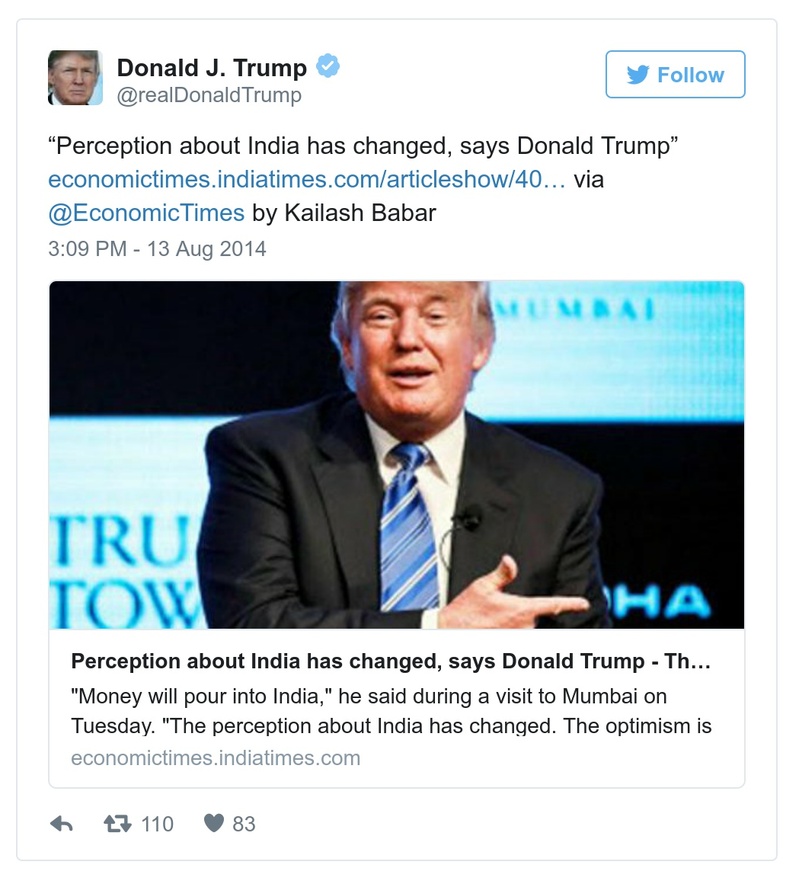 Donald J. Trump
@realDonaldTrump
Follow
“Perception about India has changed, says Donald Trump”
economictimes.indiatimes.com/articleshow/40… via
@EconomicTimes by Kailash Babar
3:09 PM - 13 Aug 2014
MUMBAI
TRU
TOW
HA
Perception about India has changed, says Donald Trump - Th…
"Money will pour into India," he said during a visit to Mumbai on
Tuesday. "The perception about India has changed. The optimism is
economictimes.indiatimes.com
110 83